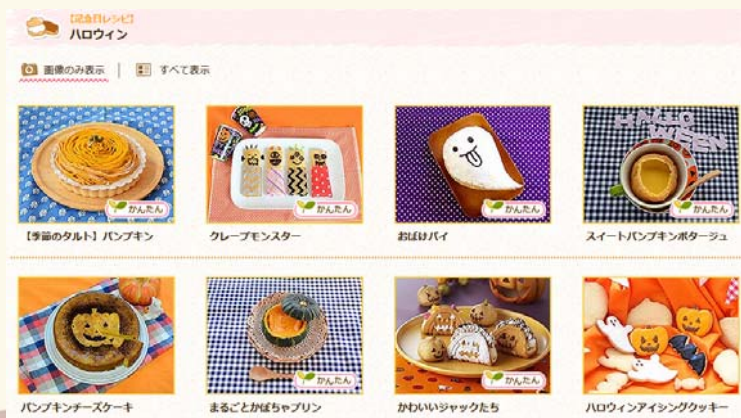 【記念日レシピ】
ハロウィン
画像のみ表示 | すべて表示
かんたん かんたん かんたん かんたん
HALLO
WEEN
【季節のタルト】パンプキン クレープモンスター おばけパイ スイートパンプキンポタージュ
かんたん かんたん
パンプキンチーズケーキ まるごとかぼちゃプリン かわいいジャックたち ハロウィンアイシングクッキー